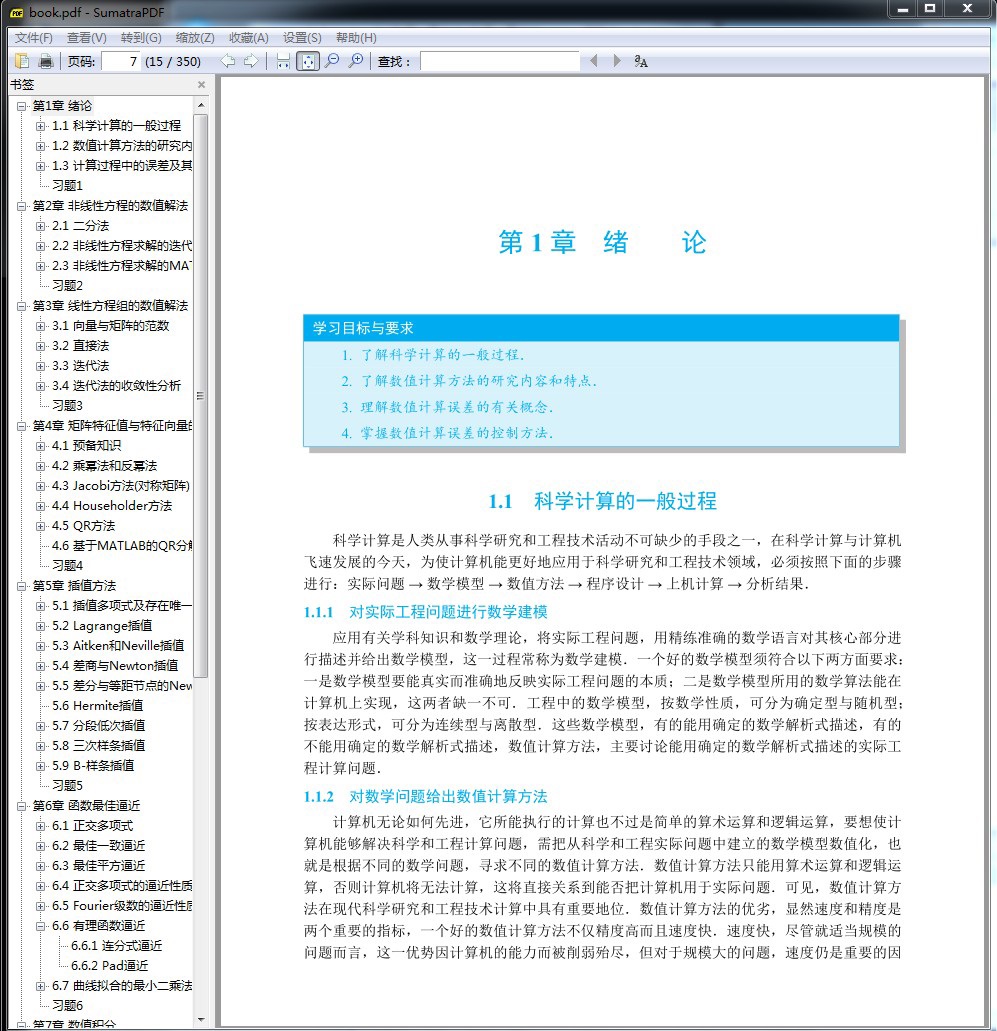 book.pdf - SumatraPDF
文件(F) 查看(V) 转到(G) 缩放(Z) 收藏(A) 设置(S) 帮助(H)
页码: 7 (15 / 350) 查找：
书签
第1章 绪论
1.1 科学计算的一般过程
1.2 数值计算方法的研究内
1.3 计算过程中的误差及其
习题1
第2章 非线性方程的数值解法
2.1 二分法
2.2 非线性方程求解的迭代
2.3 非线性方程求解的MAT
习题2
第3章 线性方程组的数值解法
3.1 向量与矩阵的范数
3.2 直接法
3.3 迭代法
3.4 迭代法的收敛性分析
习题3
第4章 矩阵特征值与特征向量的
4.1 预备知识
4.2 乘幂法和反幂法
4.3 Jacobi方法(对称矩阵)
4.4 Householder方法
4.5 QR方法
4.6 基于MATLAB的QR分解
习题4
第5章 插值方法
5.1 插值多项式及存在唯一
5.2 Lagrange插值
5.3 Aitken和Neville插值
5.4 差商与Newton插值
5.5 差分与等距节点的New
5.6 Hermite插值
5.7 分段低次插值
5.8 三次样条插值
5.9 B-样条插值
习题5
第6章 函数最佳逼近
6.1 正交多项式
6.2 最佳一致逼近
6.3 最佳平方逼近
6.4 正交多项式的逼近性质
6.5 Fourier级数的逼近性质
6.6 有理函数逼近
6.6.1 连分式逼近
6.6.2 Pad逼近
6.7 曲线拟合的最小二乘法
习题6
第7章 数值积分
第 1 章 绪 论
学习目标与要求
1. 了解科学计算的一般过程.
2. 了解数值计算方法的研究内容和特点.
3. 理解数值计算误差的有关概念.
4. 掌握数值计算误差的控制方法.
1.1 科学计算的一般过程
科学计算是人类从事科学研究和工程技术活动不可缺少的手段之一，在科学计算与计算机
飞速发展的今天，为使计算机能更好地应用于科学研究和工程技术领域，必须按照下面的步骤
进行：实际问题 → 数学模型 → 数值方法 → 程序设计 → 上机计算 → 分析结果．
1.1.1 对实际工程问题进行数学建模
应用有关学科知识和数学理论，将实际工程问题，用精练准确的数学语言对其核心部分进
行描述并给出数学模型，这一过程常称为数学建模．一个好的数学模型须符合以下两方面要求：
一是数学模型要能真实而准确地反映实际工程问题的本质；二是数学模型所用的数学算法能在
计算机上实现，这两者缺一不可．工程中的数学模型，按数学性质，可分为确定型与随机型；
按表达形式，可分为连续型与离散型．这些数学模型，有的能用确定的数学解析式描述，有的
不能用确定的数学解析式描述，数值计算方法，主要讨论能用确定的数学解析式描述的实际工
程计算问题．
1.1.2 对数学问题给出数值计算方法
计算机无论如何先进，它所能执行的计算也不过是简单的算术运算和逻辑运算，要想使计
算机能够解决科学和工程计算问题，需把从科学和工程实际问题中建立的数学模型数值化，也
就是根据不同的数学问题，寻求不同的数值计算方法．数值计算方法只能用算术运算和逻辑运
算，否则计算机将无法计算，这将直接关系到能否把计算机用于实际问题．可见，数值计算方
法在现代科学研究和工程技术计算中具有重要地位．数值计算方法的优劣，显然速度和精度是
两个重要的指标，一个好的数值计算方法不仅精度高而且速度快．速度快，尽管就适当规模的
问题而言，这一优势因计算机的能力而被削弱殆尽，但对于规模大的问题，速度仍是重要的因